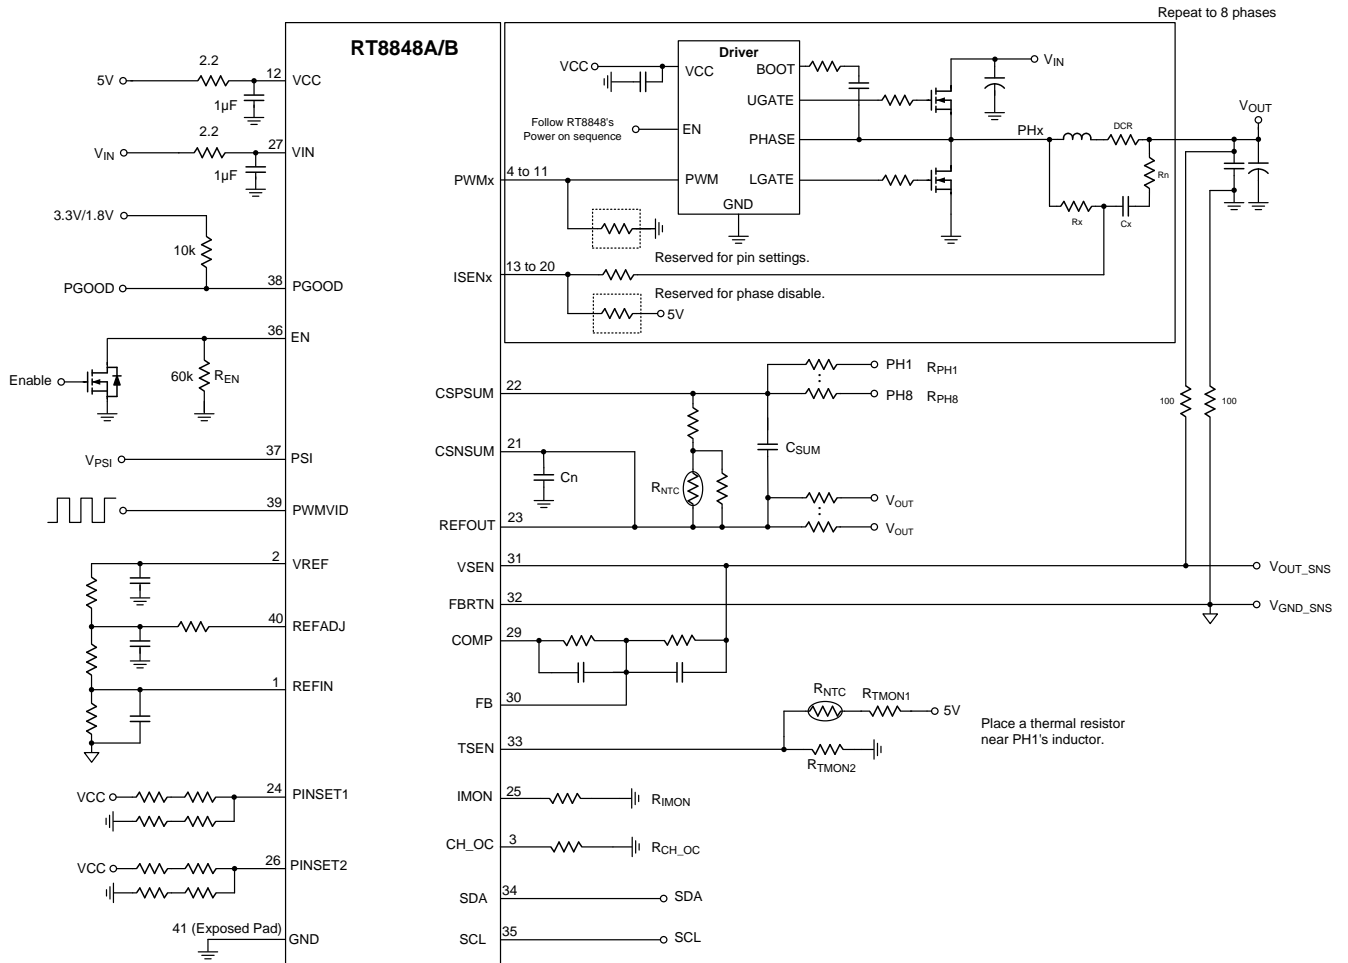 Repeat to 8 phases
RT8848A/B
5V
2.2
12
VCC
1µF
VIN
2.2
27
VIN
1µF
3.3V/1.8V
10k
PGOOD
38
PGOOD
36
EN
Enable
60k
REN
VPSI
37
PSI
39
PWMVID
2
VREF
40
REFADJ
1
REFIN
VCC
24
PINSET1
VCC
26
PINSET2
41 (Exposed Pad)
GND
PWMx
4 to 11
ISENx
13 to 20
CSPSUM
22
CSNSUM
21
REFOUT
23
VSEN
31
FBRTN
32
COMP
29
FB
30
TSEN
33
IMON
25
CH_OC
3
SDA
34
SCL
35
Driver
VCC
VCC
BOOT
UGATE
Follow RT8848's
Power on sequence
EN
PHASE
PWM
LGATE
GND
VIN
PHx
DCR
VOUT
Rn
Rx
Cx
Reserved for pin settings.
Reserved for phase disable.
5V
PH1
RPH1
PH8
RPH8
Cn
RNTC
CSUM
VOUT
VOUT
100
100
VOUT_SNS
VGND_SNS
RNTC
RTMON1
5V
RTMON2
Place a thermal resistor
near PH1's inductor.
RIMON
RCH_OC
SDA
SCL